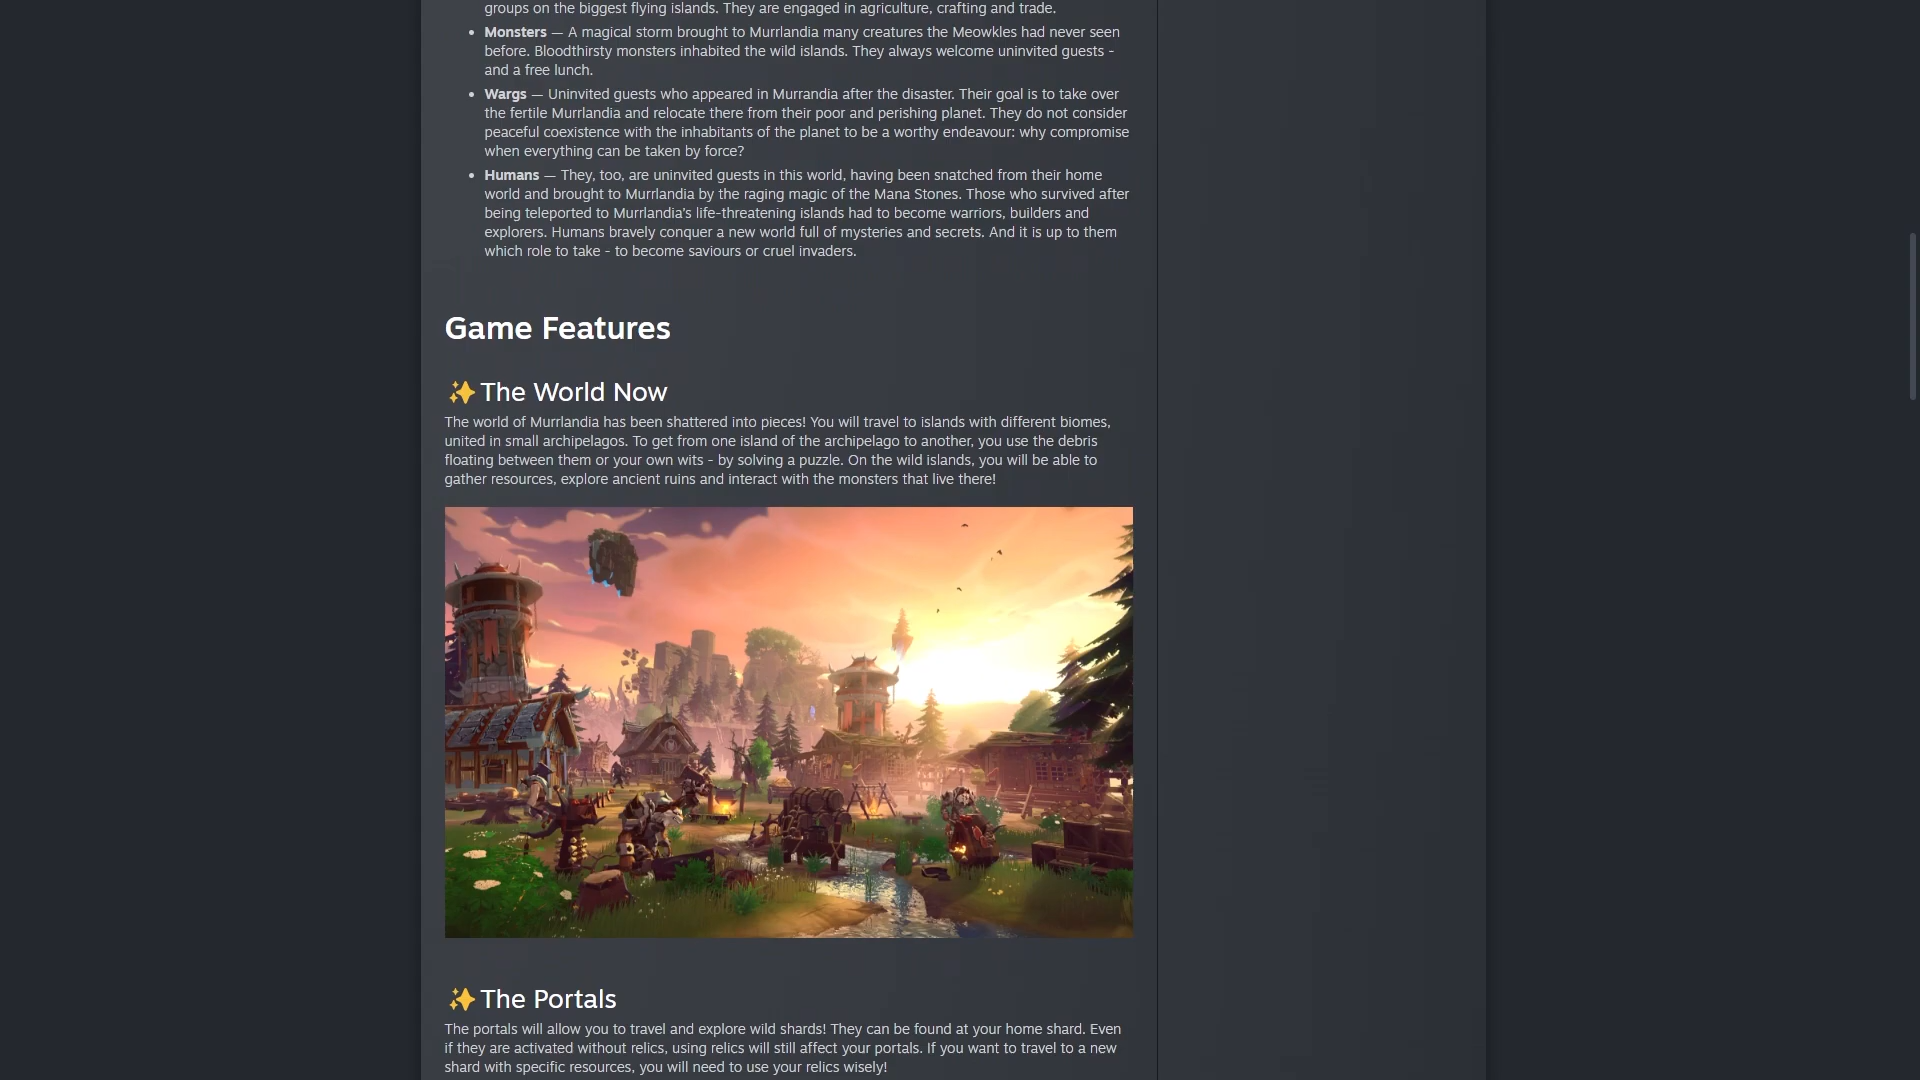 groups on the biggest flying islands. They are engaged in agriculture, crafting and trade.
• Monsters — A magical storm brought to Murrlandia many creatures the Meowkles had never seen
before. Bloodthirsty monsters inhabited the wild islands. They always welcome uninvited guests -
and a free lunch.
• Wargs — Uninvited guests who appeared in Murrandia after the disaster. Their goal is to take over
the fertile Murrlandia and relocate there from their poor and perishing planet. They do not consider
peaceful coexistence with the inhabitants of the planet to be a worthy endeavour: why compromise
when everything can be taken by force?
• Humans — They, too, are uninvited guests in this world, having been snatched from their home
world and brought to Murrlandia by the raging magic of the Mana Stones. Those who survived after
being teleported to Murrlandia's life-threatening islands had to become warriors, builders and
explorers. Humans bravely conquer a new world full of mysteries and secrets. And it is up to them
which role to take - to become saviours or cruel invaders.
Game Features
✨The World Now
The world of Murrlandia has been shattered into pieces! You will travel to islands with different biomes,
united in small archipelagos. To get from one island of the archipelago to another, you use the debris
floating between them or your own wits - by solving a puzzle. On the wild islands, you will be able to
gather resources, explore ancient ruins and interact with the monsters that live there!
✨The Portals
The portals will allow you to travel and explore wild shards! They can be found at your home shard. Even
if they are activated without relics, using relics will still affect your portals. If you want to travel to a new
shard with specific resources, you will need to use your relics wisely!